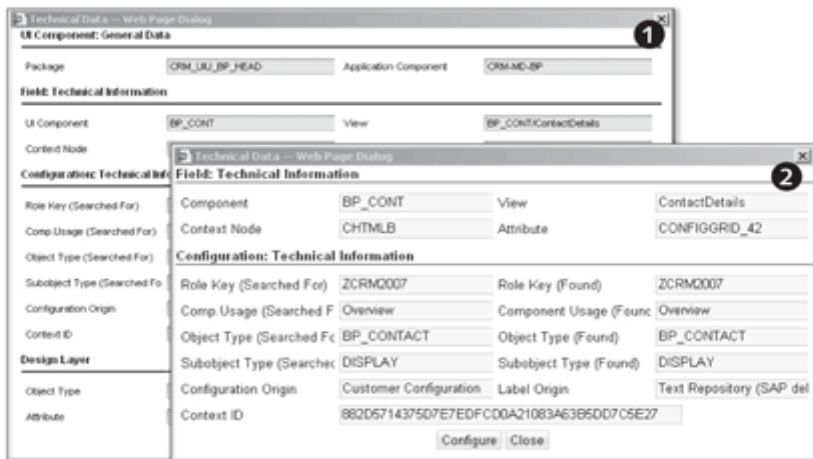 Technical Data -- Web Page Dialog
UI Component: General Data
1
Package CRM_UIU_BP_HEAD Application Component CRM-MD-BP
Field: Technical Information
UI Component BP_CONT View BP_CONT/ContactDetails
Context Node
Configuration: Technical Inf
Role Key (Searched For)
Comp.Usage (Searched For)
Object Type (Searched For)
Subobject Type (Searched Fo
Configuration Origin
Context ID
Design Layer
Object Type
Attribute
Technical Data -- Web Page Dialog
Field: Technical Information
2
Component BP_CONT View ContactDetails
Context Node CHTMLB Attribute CONFIGGRID_42
Configuration: Technical Information
Role Key (Searched For) ZCRM2007 Role Key (Found) ZCRM2007
Comp.Usage (Searched F Overview Component Usage (Founc Overview
Object Type (Searched Fc BP_CONTACT Object Type (Found) BP_CONTACT
Subobject Type (Searchec DISPLAY Subobject Type (Found) DISPLAY
Configuration Origin Customer Configuration Label Origin Text Repository (SAP del
Context ID 882D5714375D7E7EDFCD0A21083A63B5DD7C5E27
Configure Close